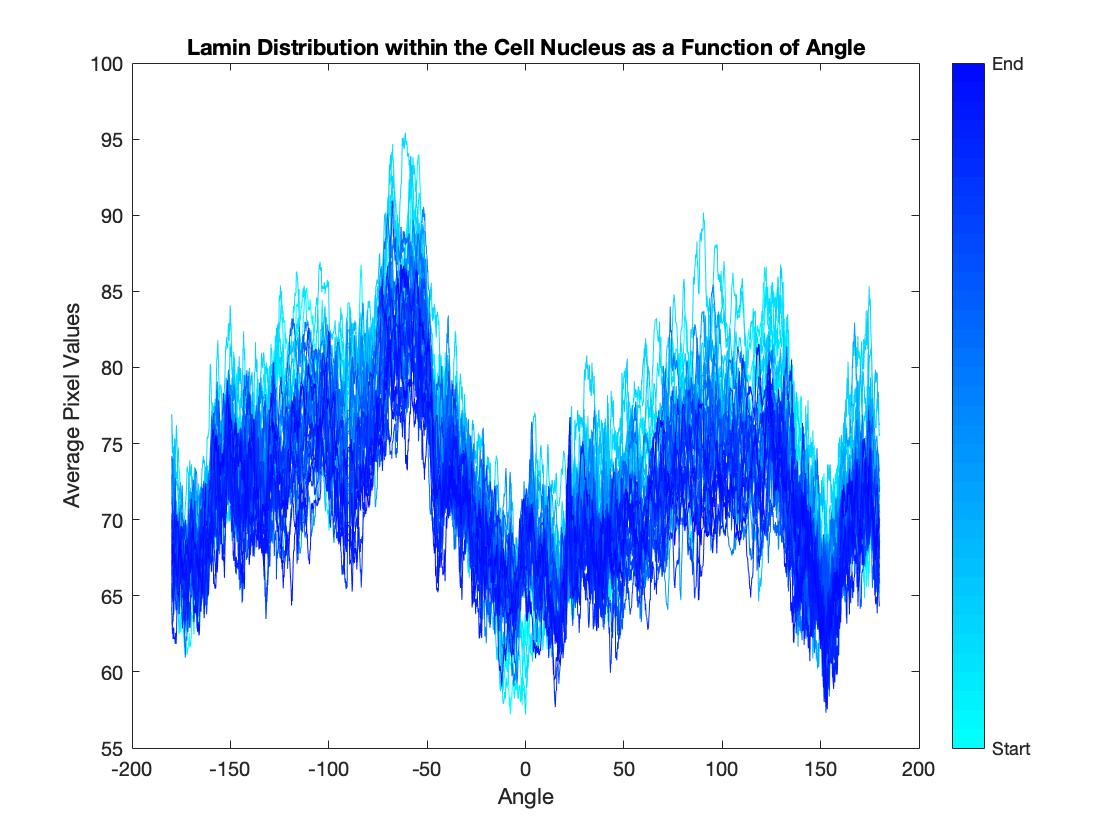 Lamin Distribution within the Cell Nucleus as a Function of Angle
100
95
90
85
80
75
70
65
60
55
Average Pixel Values
-200 -150 -100 -50 0 50 100 150 200
Angle
End
Start